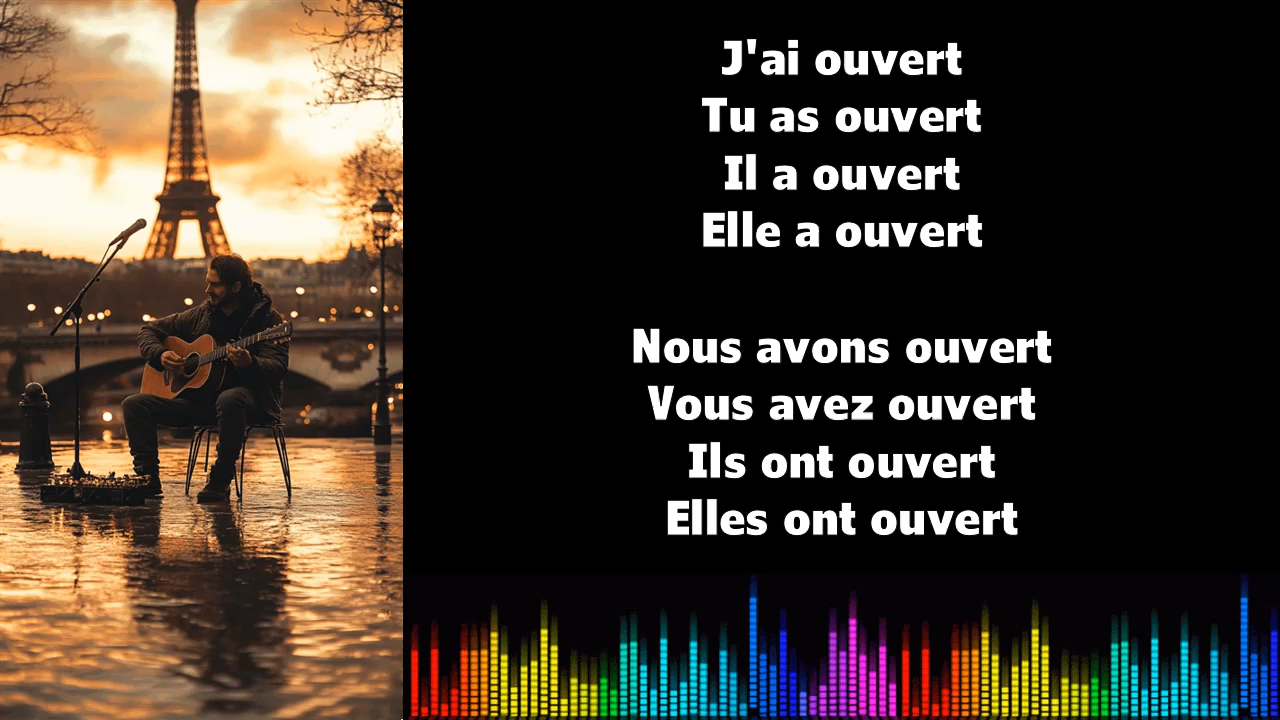 J'ai ouvert
Tu as ouvert
Il a ouvert
Elle a ouvert
Nous avons ouvert
Vous avez ouvert
Ils ont ouvert
Elles ont ouvert